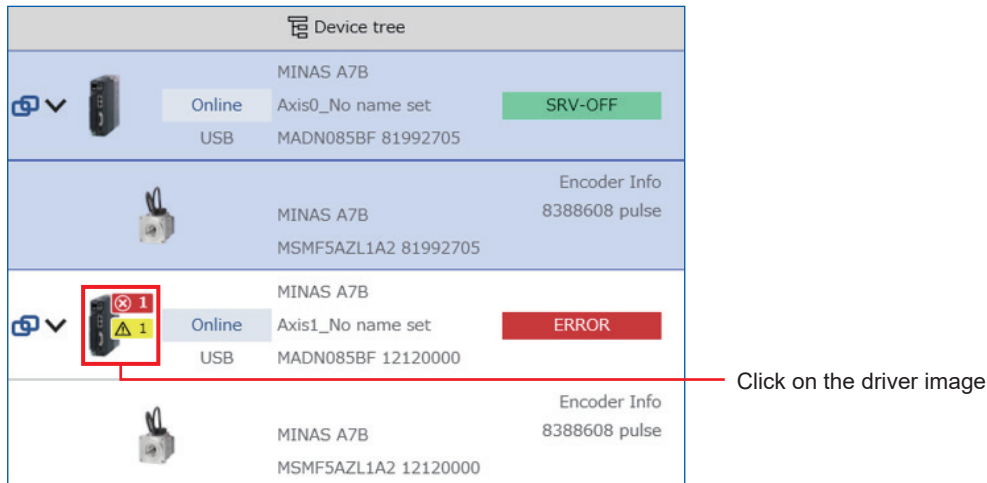 Device tree
MINAS A7B
Online Axis0_No name set SRV-OFF
USB MADN085BF 81992705
Encoder Info
MINAS A7B 8388608 pulse
MSMF5AZL1A2 81992705
MINAS A7B
1
1 Online Axis1_No name set ERROR
USB MADN085BF 12120000
Click on the driver image
Encoder Info
MINAS A7B 8388608 pulse
MSMF5AZL1A2 12120000